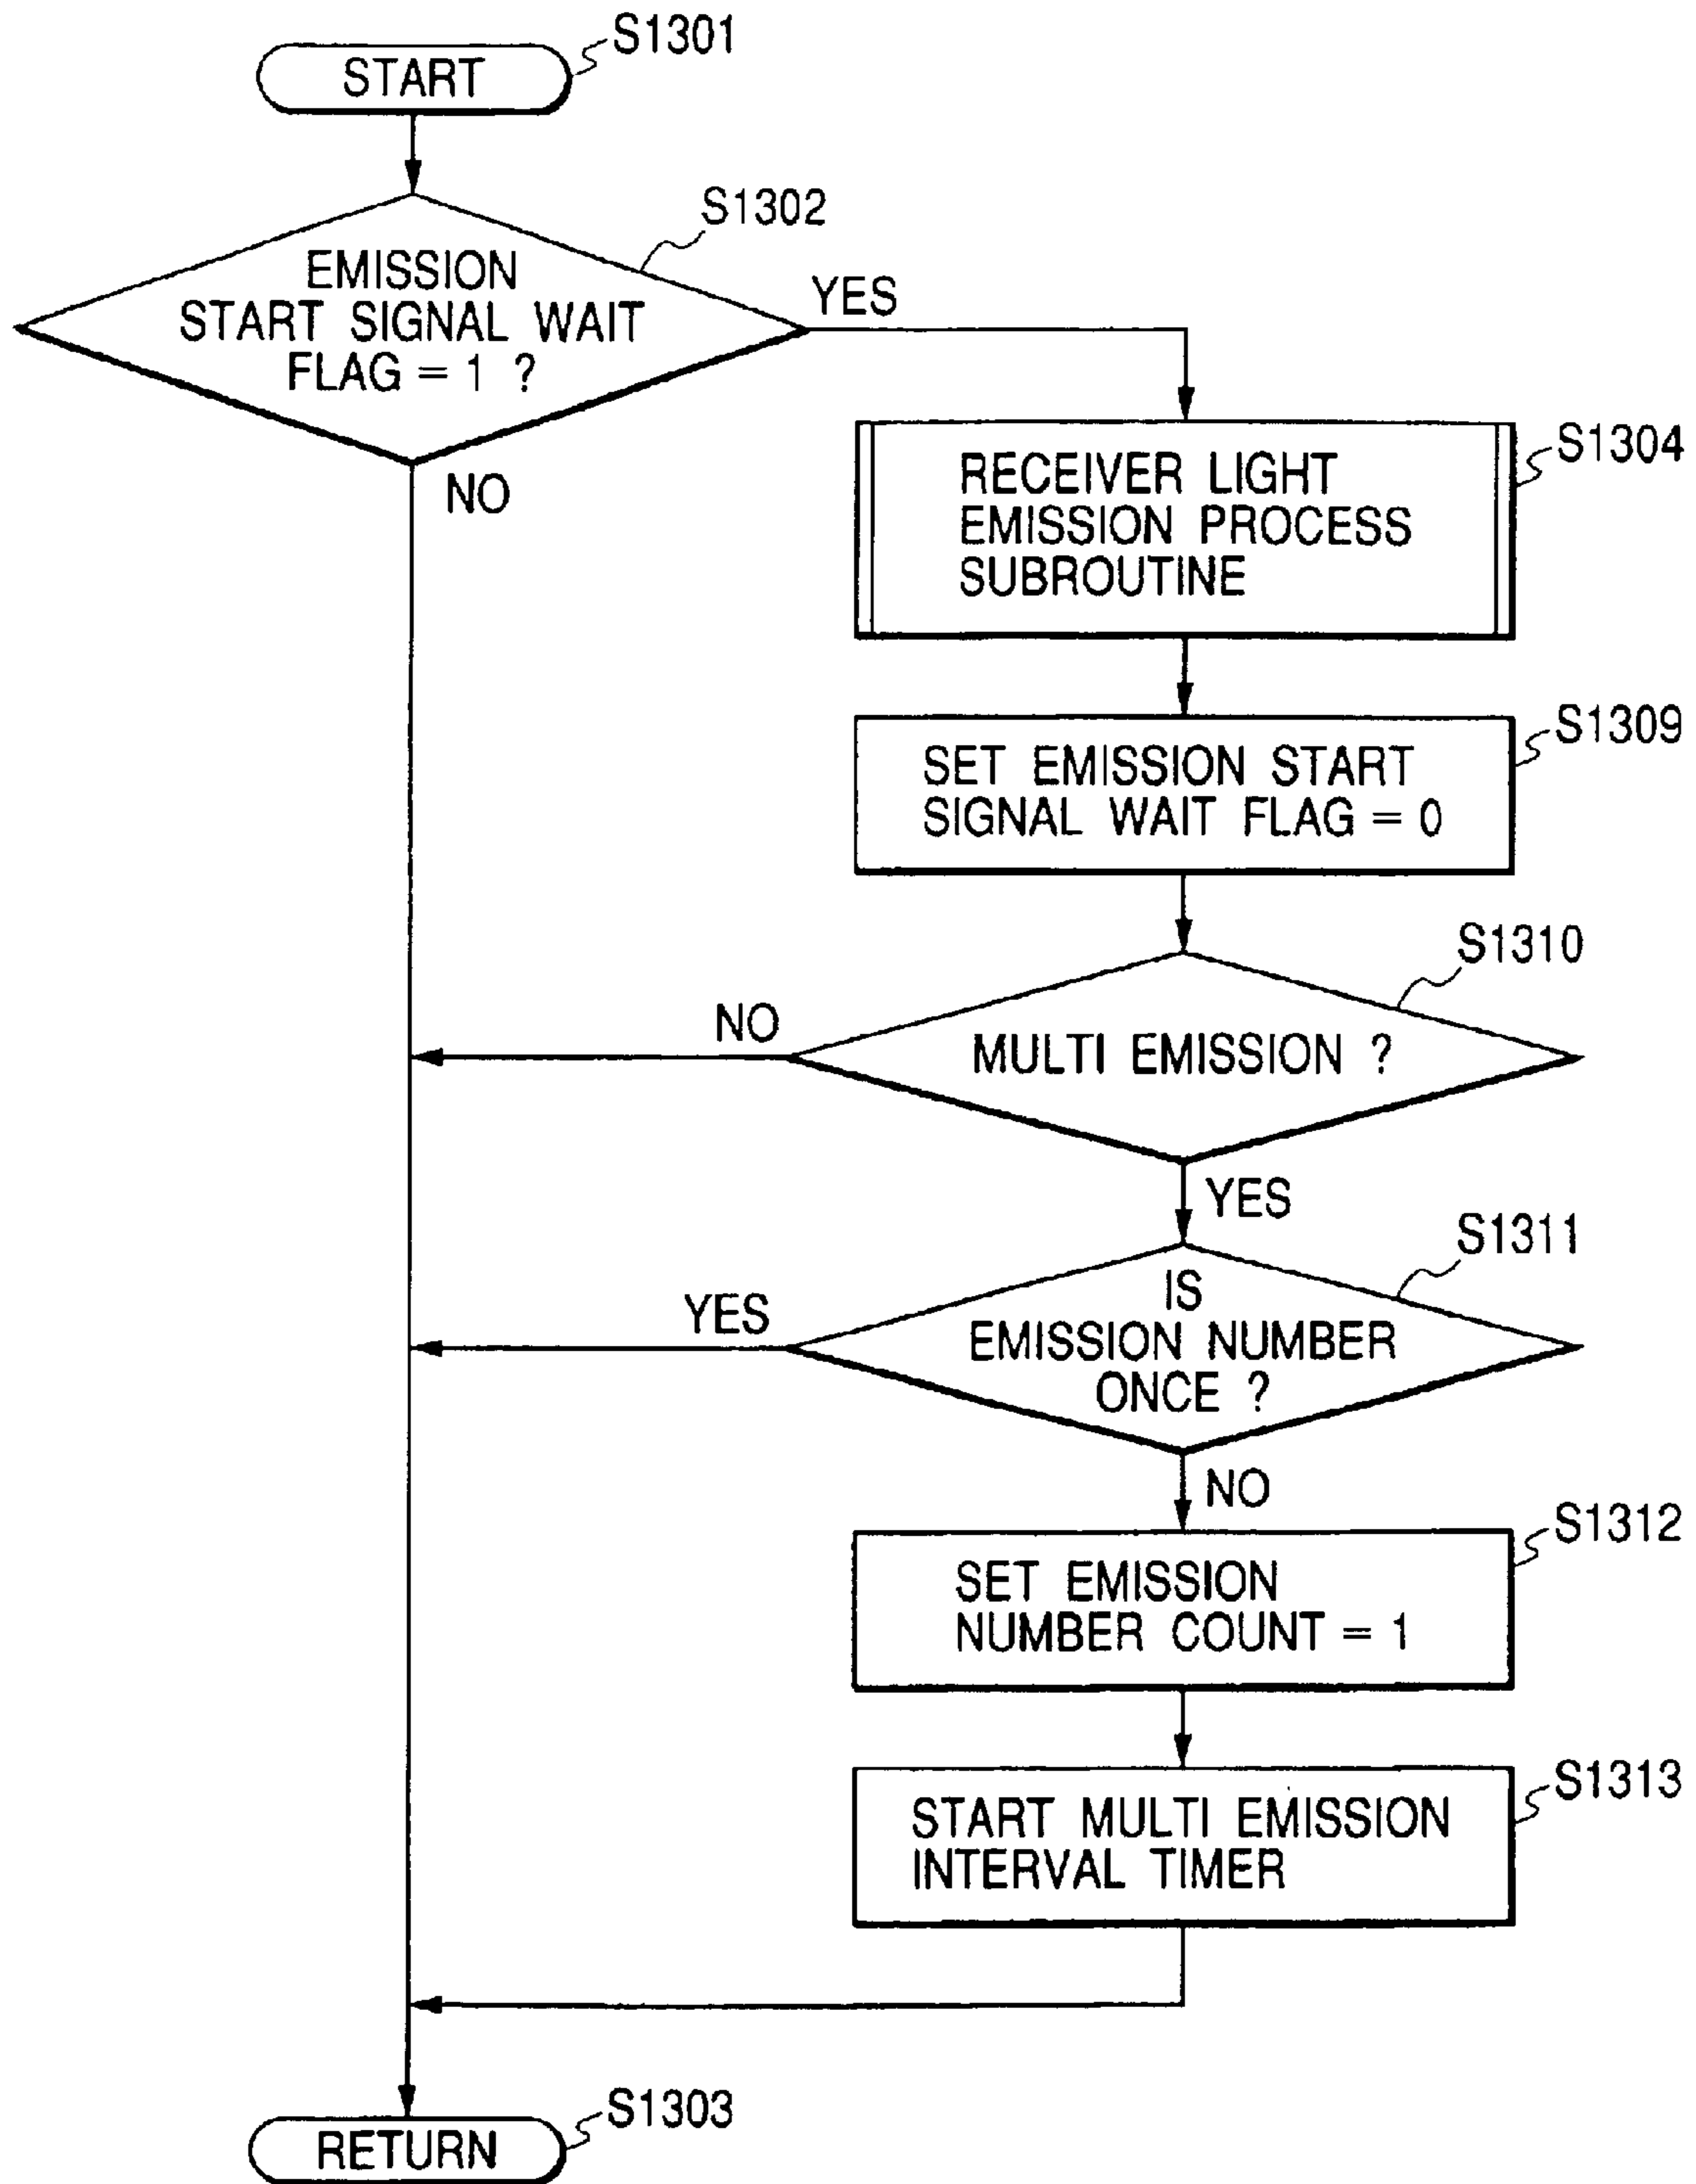 START
S1301
EMISSION
START SIGNAL WAIT
FLAG = 1 ?
S1302
YES
NO
RECEIVER LIGHT
EMISSION PROCESS
SUBROUTINE
S1304
SET EMISSION START
SIGNAL WAIT FLAG = 0
S1309
MULTI EMISSION ?
S1310
NO
YES
IS
EMISSION NUMBER
ONCE ?
S1311
YES
NO
SET EMISSION
NUMBER COUNT = 1
S1312
START MULTI EMISSION
INTERVAL TIMER
S1313
RETURN
S1303